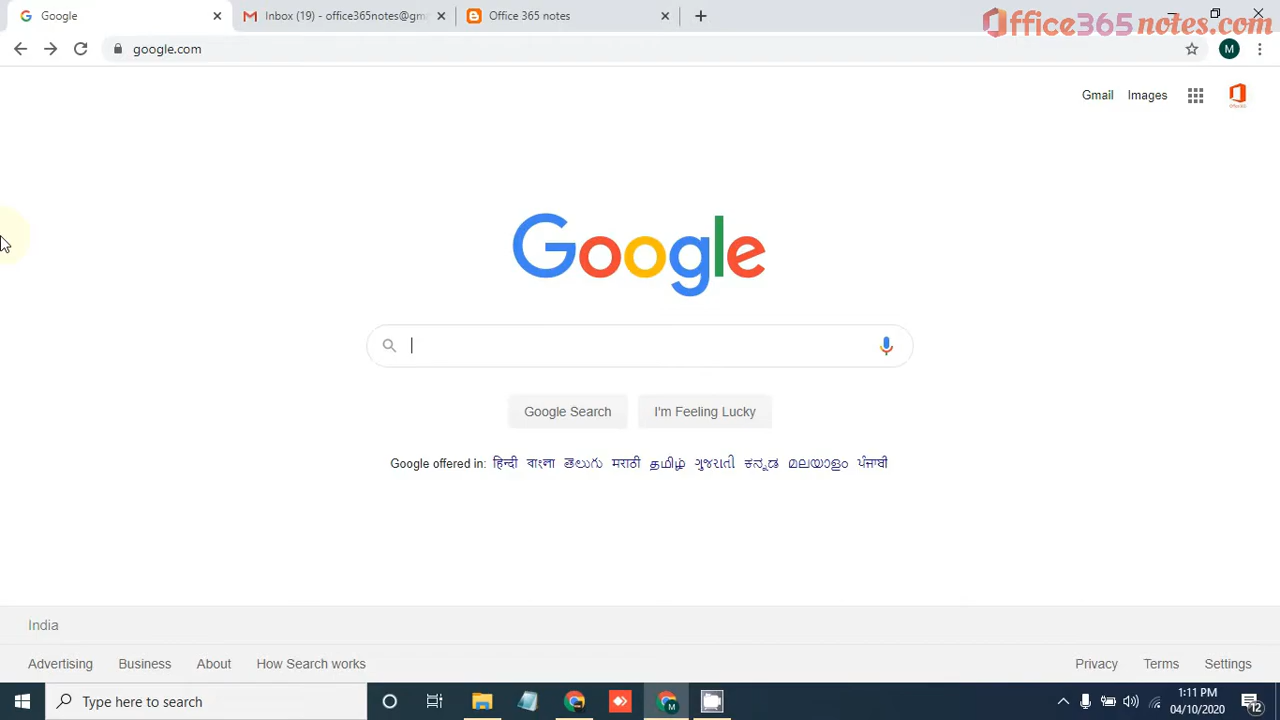 Google
Inbox (19) - office365notes@gm
Office 365 notes
Office365notes.com
google.com
M
Gmail Images
Google
Google Search
I'm Feeling Lucky
Google offered in: हिन्दी বাংলা తెలుగు मराठी தமிழ் ગુજરાતી ಕನ್ನಡ മലയാളം ਪੰਜਾਬੀ
India
Advertising Business About How Search works
Privacy Terms Settings
Type here to search
1:11 PM
04/10/2020
12